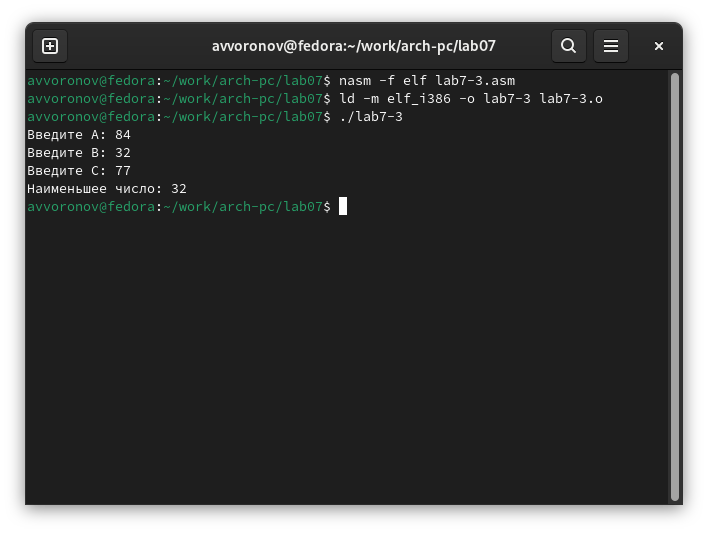 avvoronov@fedora:~/work/arch-pc/lab07
avvoronov@fedora:~/work/arch-pc/lab07$ nasm -f elf lab7-3.asm
avvoronov@fedora:~/work/arch-pc/lab07$ ld -m elf_i386 -o lab7-3 lab7-3.o
avvoronov@fedora:~/work/arch-pc/lab07$ ./lab7-3
Введите A: 84
Введите B: 32
Введите C: 77
Наименьшее число: 32
avvoronov@fedora:~/work/arch-pc/lab07$